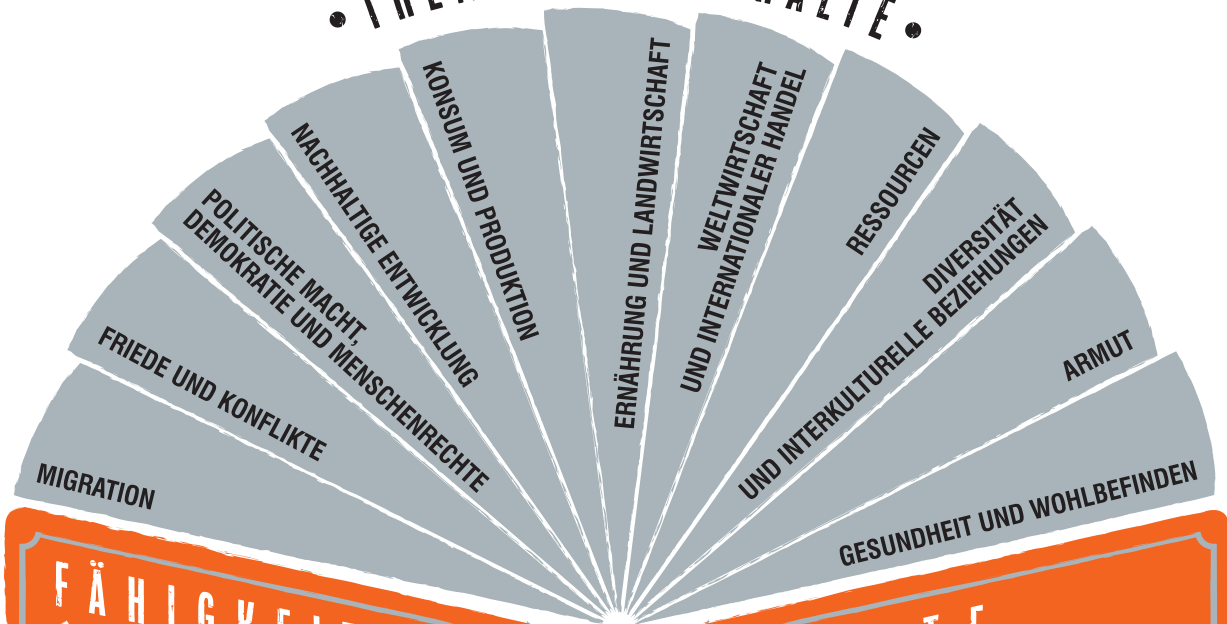 MIGRATION
FRIEDE UND KONFLIKTE
POLITISCHE MACHT,
DEMOKRATIE UND MENSCHENRECHTE
NACHHALTIGE ENTWICKLUNG
KONSUM UND PRODUKTION
ERNÄHRUNG UND LANDWIRTSCHAFT
WELTWIRTSCHAFT
UND INTERNATIONALER HANDEL
RESSOURCEN
DIVERSITÄT
UND INTERKULTURELLE BEZIEHUNGEN
ARMUT
GESUNDHEIT UND WOHLBEFINDEN